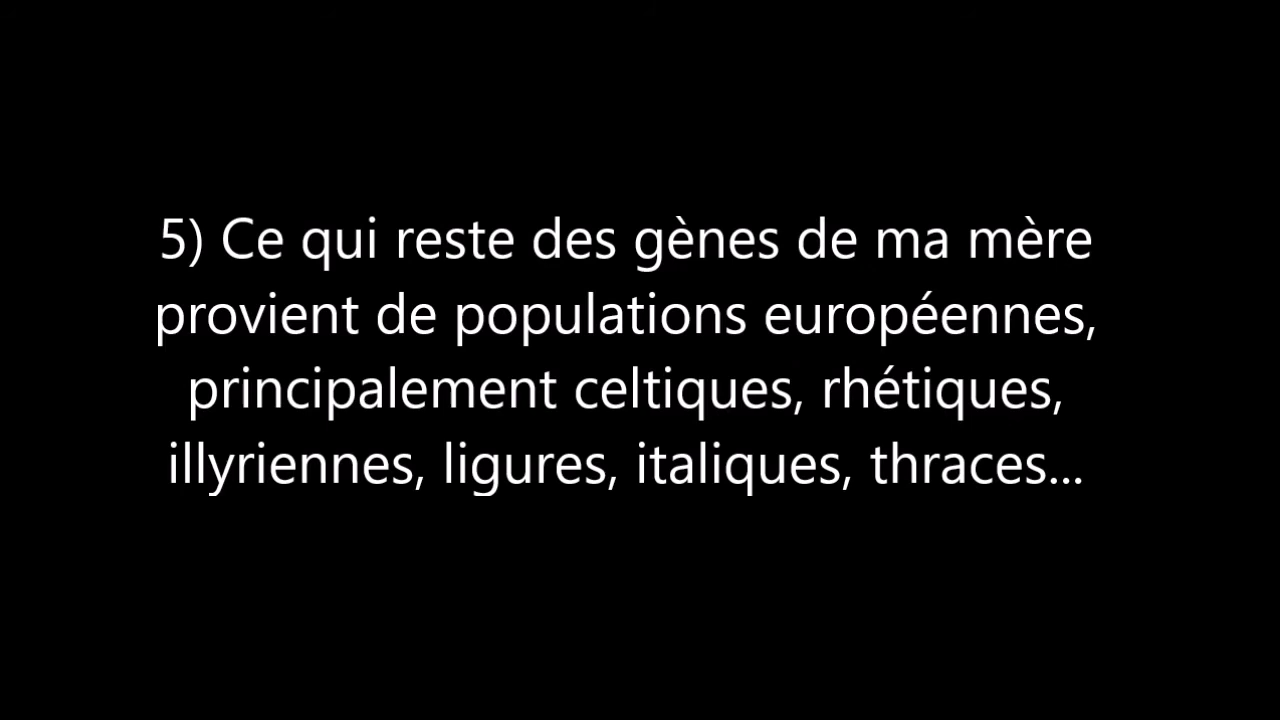 5) Ce qui reste des gènes de ma mère
provient de populations européennes,
principalement celtiques, rhétiques,
illyriennes, ligures, italiques, thraces...